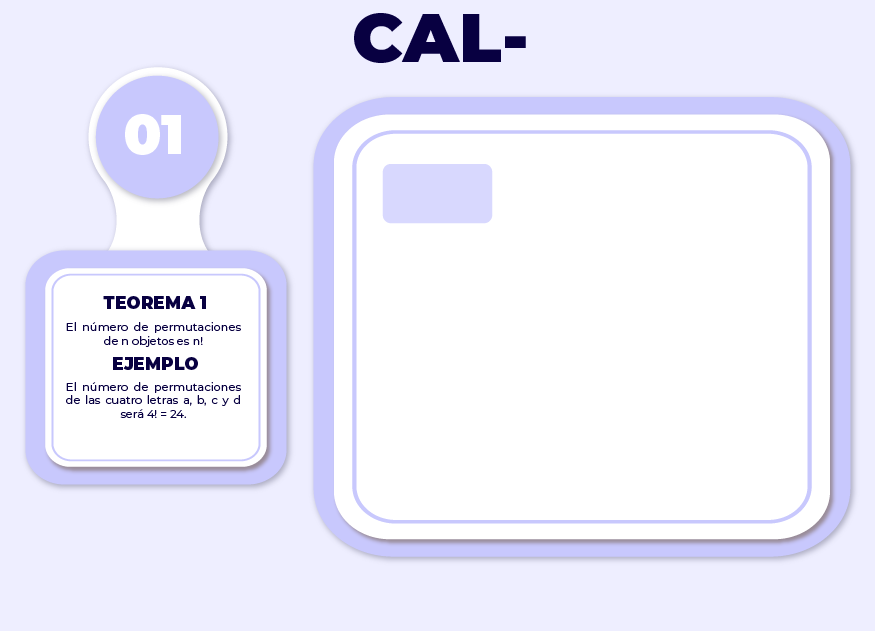 CAL-
01
TEOREMA 1
El número de permutaciones
de n objetos es n!
EJEMPLO
El número de permutaciones
de las cuatro letras a, b, c y d
será 4! = 24.